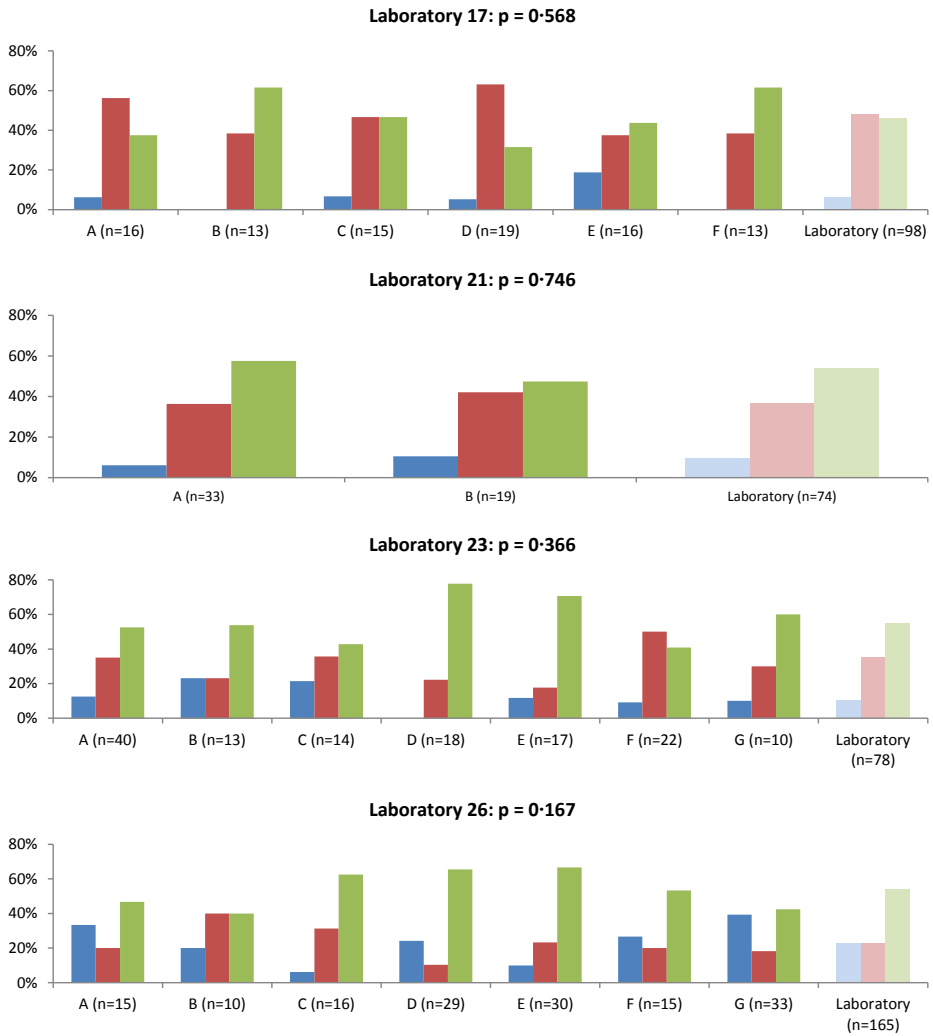 Laboratory 17: p = 0·568
80%
60%
40%
20%
0%
A (n=16) B (n=13) C (n=15) D (n=19) E (n=16) F (n=13) Laboratory (n=98)
Laboratory 21: p = 0·746
80%
60%
40%
20%
0%
A (n=33) B (n=19) Laboratory (n=74)
Laboratory 23: p = 0·366
80%
60%
40%
20%
0%
A (n=40) B (n=13) C (n=14) D (n=18) E (n=17) F (n=22) G (n=10) Laboratory
(n=78)
Laboratory 26: p = 0·167
80%
60%
40%
20%
0%
A (n=15) B (n=10) C (n=16) D (n=29) E (n=30) F (n=15) G (n=33) Laboratory
(n=165)